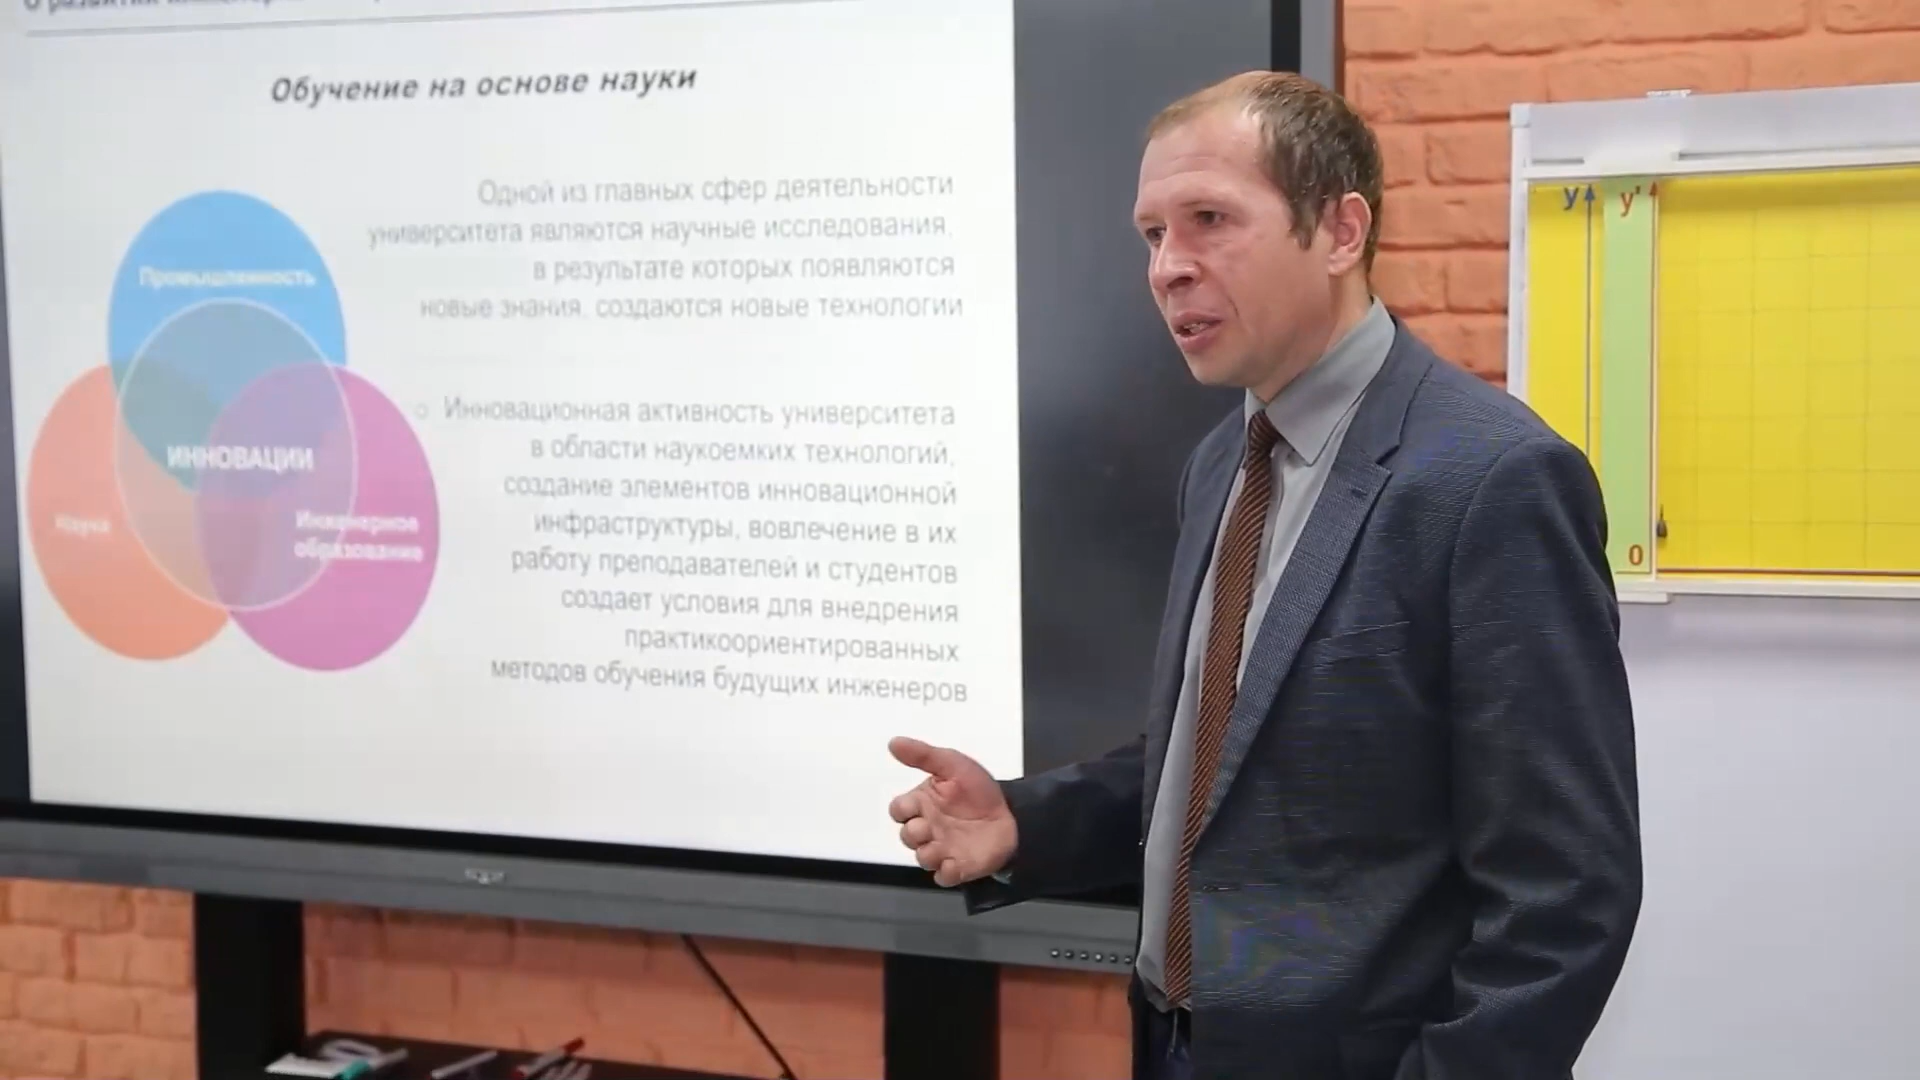 Обучение на основе науки
Одной из главных сфер деятельности
университета являются научные исследования,
в результате которых появляются
новые знания, создаются новые технологии
Инновационная активность университета
в области наукоемких технологий,
создание элементов инновационной
инфраструктуры, вовлечение в их
работу преподавателей и студентов
создает условия для внедрения
практикоориентированных
методов обучения будущих инженеров
Промышленность
ИННОВАЦИИ
Наука
Инженерное
образование
y y'
0